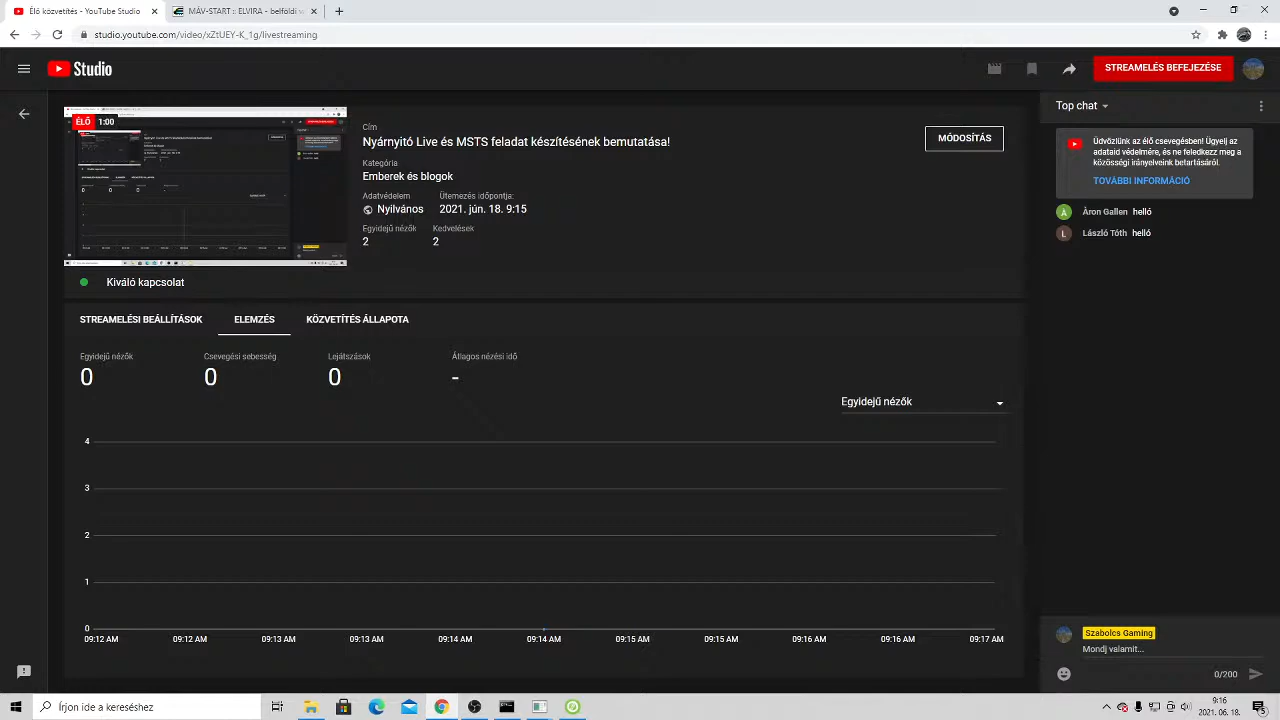 Élő közvetítés - YouTube Studio
MÁV-START :: ELVIRA - belföldi va
studio.youtube.com/video/xZtUEY-K_1g/livestreaming
Studio
STREAMELÉS BEFEJEZÉSE
ÉLŐ 1:00
Cím
Nyárnyitó Live és MSTS feladat készítésének bemutatása!
Kategória
Emberek és blogok
Adatvédelem Ütemezés időpontja:
Nyilvános 2021. jún. 18. 9:15
Egyidejű nézők Kedvelések
2 2
MÓDOSÍTÁS
Kiváló kapcsolat
STREAMELÉSI BEÁLLÍTÁSOK ELEMZÉS KÖZVETÍTÉS ÁLLAPOTA
Egyidejű nézők Csevegési sebesség Lejátszások Átlagos nézési idő
0 0 0 -
Egyidejű nézők
4
3
2
1
0
09:12 AM 09:12 AM 09:13 AM 09:13 AM 09:14 AM 09:14 AM 09:15 AM 09:15 AM 09:16 AM 09:16 AM 09:17 AM
Top chat
Üdvözlünk az élő csevegésben! Ügyelj az
adataid védelmére, és ne feledkezz meg a
közösségi irányelveink betartásáról.
TOVÁBBI INFORMÁCIÓ
Áron Gallen helló
László Tóth helló
Szabolcs Gaming
Mondj valamit...
0/200
Írjon ide a kereséshez
9:16
2021. 06. 18.